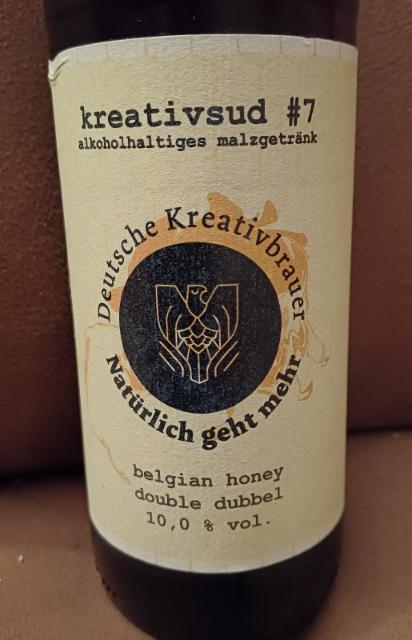 kreativsud #7
alkoholhaltiges malzgetränk
Deutsche Kreativbrauer
Natürlich geht mehr
belgian honey
double dubbel
10,0 % vol.